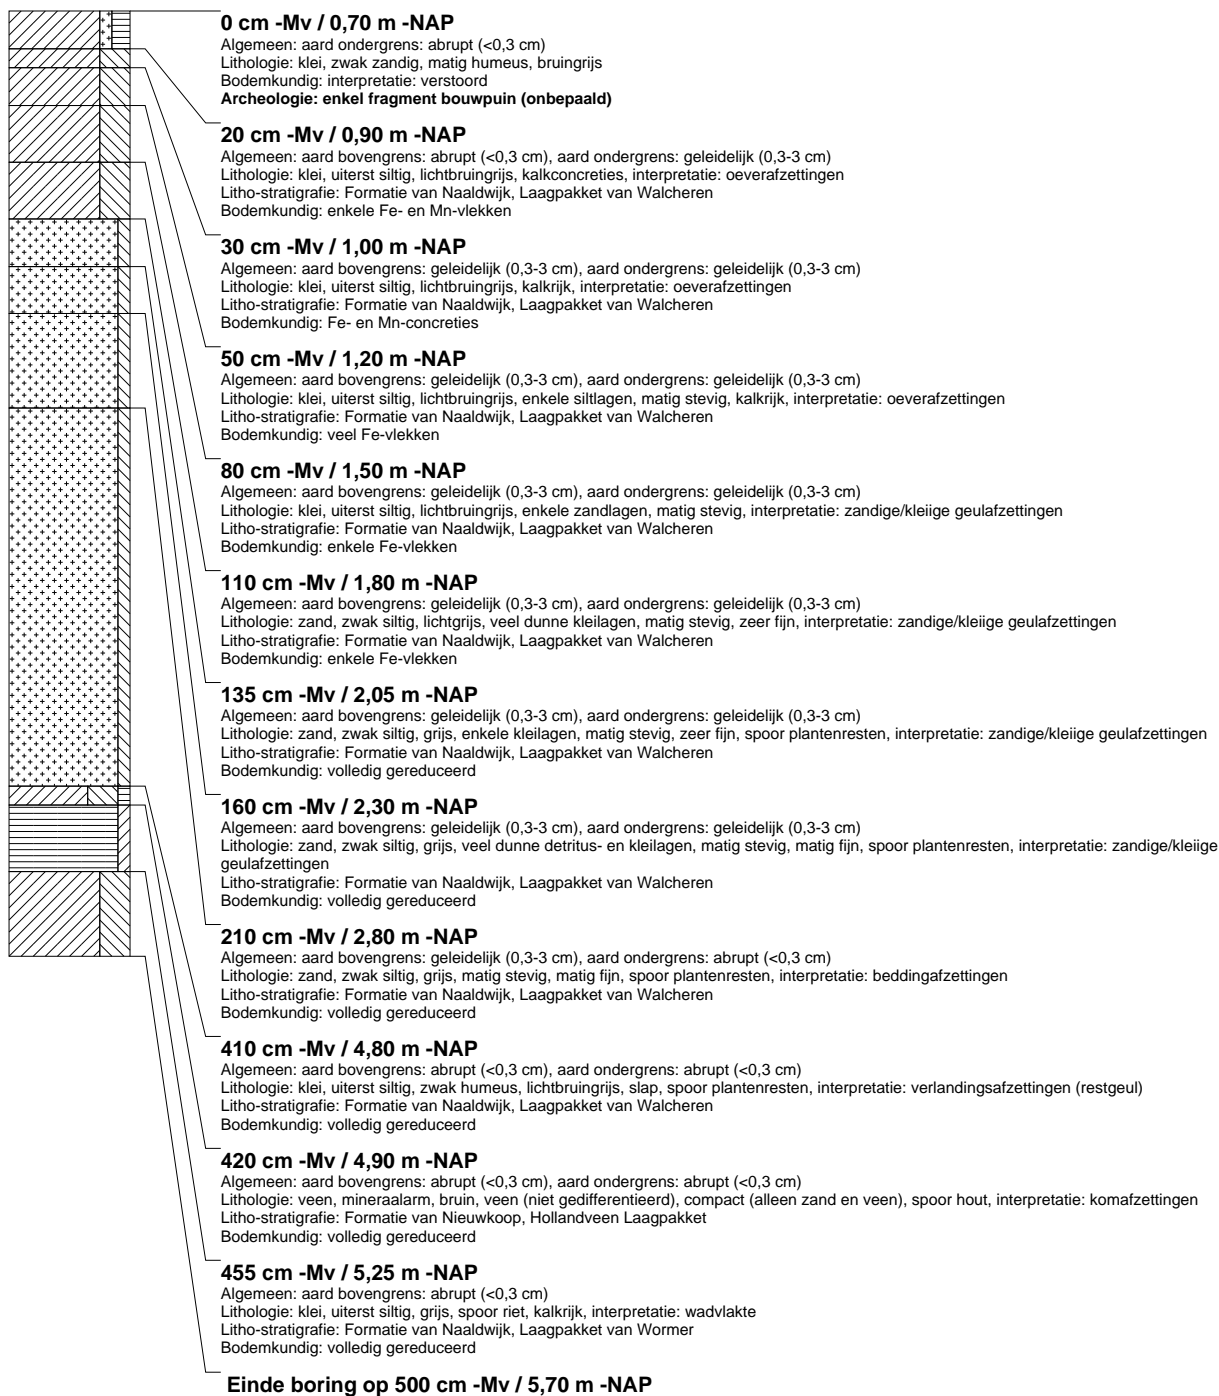 0 cm -Mv / 0,70 m -NAP
Algemeen: aard ondergrens: abrupt (<0,3 cm)
Lithologie: klei, zwak zandig, matig humeus, bruingrijs
Bodemkundig: interpretatie: verstoord
Archeologie: enkel fragment bouwpuin (onbepaald)
20 cm -Mv / 0,90 m -NAP
Algemeen: aard bovengrens: abrupt (<0,3 cm), aard ondergrens: geleidelijk (0,3-3 cm)
Lithologie: klei, uiterst siltig, lichtbruingrijs, kalkconcreties, interpretatie: oeverafzettingen
Litho-stratigrafie: Formatie van Naaldwijk, Laagpakket van Walcheren
Bodemkundig: enkele Fe- en Mn-vlekken
30 cm -Mv / 1,00 m -NAP
Algemeen: aard bovengrens: geleidelijk (0,3-3 cm), aard ondergrens: geleidelijk (0,3-3 cm)
Lithologie: klei, uiterst siltig, lichtbruingrijs, kalkrijk, interpretatie: oeverafzettingen
Litho-stratigrafie: Formatie van Naaldwijk, Laagpakket van Walcheren
Bodemkundig: Fe- en Mn-concreties
50 cm -Mv / 1,20 m -NAP
Algemeen: aard bovengrens: geleidelijk (0,3-3 cm), aard ondergrens: geleidelijk (0,3-3 cm)
Lithologie: klei, uiterst siltig, lichtbruingrijs, enkele siltlagen, matig stevig, kalkrijk, interpretatie: oeverafzettingen
Litho-stratigrafie: Formatie van Naaldwijk, Laagpakket van Walcheren
Bodemkundig: veel Fe-vlekken
80 cm -Mv / 1,50 m -NAP
Algemeen: aard bovengrens: geleidelijk (0,3-3 cm), aard ondergrens: geleidelijk (0,3-3 cm)
Lithologie: klei, uiterst siltig, lichtbruingrijs, enkele zandlagen, matig stevig, interpretatie: zandige/kleiige geulafzettingen
Litho-stratigrafie: Formatie van Naaldwijk, Laagpakket van Walcheren
Bodemkundig: enkele Fe-vlekken
110 cm -Mv / 1,80 m -NAP
Algemeen: aard bovengrens: geleidelijk (0,3-3 cm), aard ondergrens: geleidelijk (0,3-3 cm)
Lithologie: zand, zwak siltig, lichtgrijs, veel dunne kleilagen, matig stevig, zeer fijn, interpretatie: zandige/kleiige geulafzettingen
Litho-stratigrafie: Formatie van Naaldwijk, Laagpakket van Walcheren
Bodemkundig: enkele Fe-vlekken
135 cm -Mv / 2,05 m -NAP
Algemeen: aard bovengrens: geleidelijk (0,3-3 cm), aard ondergrens: geleidelijk (0,3-3 cm)
Lithologie: zand, zwak siltig, grijs, enkele kleilagen, matig stevig, zeer fijn, spoor plantenresten, interpretatie: zandige/kleiige geulafzettingen
Litho-stratigrafie: Formatie van Naaldwijk, Laagpakket van Walcheren
Bodemkundig: volledig gereduceerd
160 cm -Mv / 2,30 m -NAP
Algemeen: aard bovengrens: geleidelijk (0,3-3 cm), aard ondergrens: geleidelijk (0,3-3 cm)
Lithologie: zand, zwak siltig, grijs, veel dunne detritus- en kleilagen, matig stevig, matig fijn, spoor plantenresten, interpretatie: zandige/kleiige
geulafzettingen
Litho-stratigrafie: Formatie van Naaldwijk, Laagpakket van Walcheren
Bodemkundig: volledig gereduceerd
210 cm -Mv / 2,80 m -NAP
Algemeen: aard bovengrens: geleidelijk (0,3-3 cm), aard ondergrens: abrupt (<0,3 cm)
Lithologie: zand, zwak siltig, grijs, matig stevig, matig fijn, spoor plantenresten, interpretatie: beddingafzettingen
Litho-stratigrafie: Formatie van Naaldwijk, Laagpakket van Walcheren
Bodemkundig: volledig gereduceerd
410 cm -Mv / 4,80 m -NAP
Algemeen: aard bovengrens: abrupt (<0,3 cm), aard ondergrens: abrupt (<0,3 cm)
Lithologie: klei, uiterst siltig, zwak humeus, lichtbruingrijs, slap, spoor plantenresten, interpretatie: verlandingsafzettingen (restgeul)
Litho-stratigrafie: Formatie van Naaldwijk, Laagpakket van Walcheren
Bodemkundig: volledig gereduceerd
420 cm -Mv / 4,90 m -NAP
Algemeen: aard bovengrens: abrupt (<0,3 cm), aard ondergrens: abrupt (<0,3 cm)
Lithologie: veen, mineraalarm, bruin, veen (niet gedifferentieerd), compact (alleen zand en veen), spoor hout, interpretatie: komafzettingen
Litho-stratigrafie: Formatie van Nieuwkoop, Hollandveen Laagpakket
Bodemkundig: volledig gereduceerd
455 cm -Mv / 5,25 m -NAP
Algemeen: aard bovengrens: abrupt (<0,3 cm)
Lithologie: klei, uiterst siltig, grijs, spoor riet, kalkrijk, interpretatie: wadvlakte
Litho-stratigrafie: Formatie van Naaldwijk, Laagpakket van Wormer
Bodemkundig: volledig gereduceerd
Einde boring op 500 cm -Mv / 5,70 m -NAP